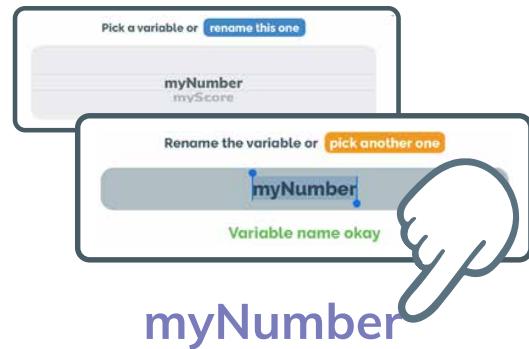 Pick a variable or rename this one
myNumber
myScore
Rename the variable or pick another one
myNumber
Variable name okay
myNumber